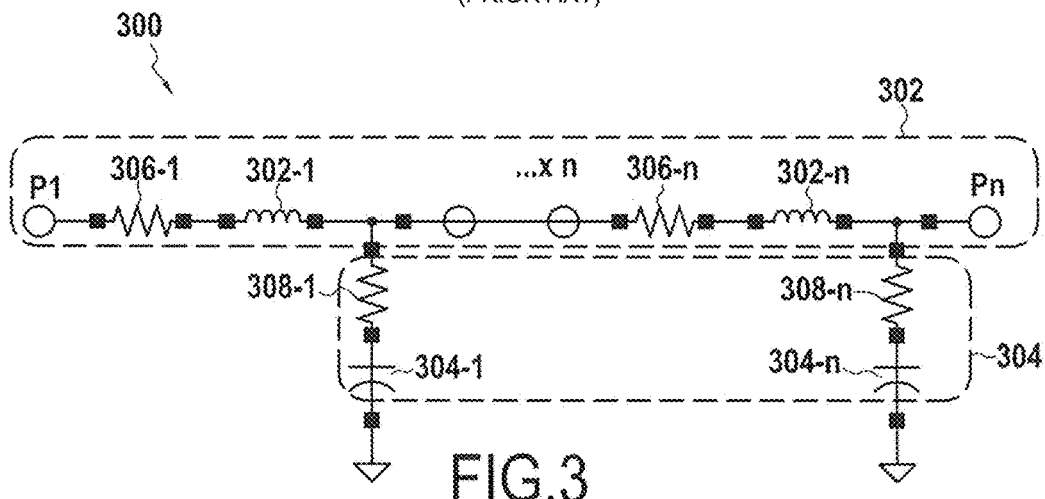 (PRIOR ART)
300
302
P1
306-1
302-1
...x n
306-n
302-n
Pn
308-1
308-n
304-1
304-n
304
FIG.3